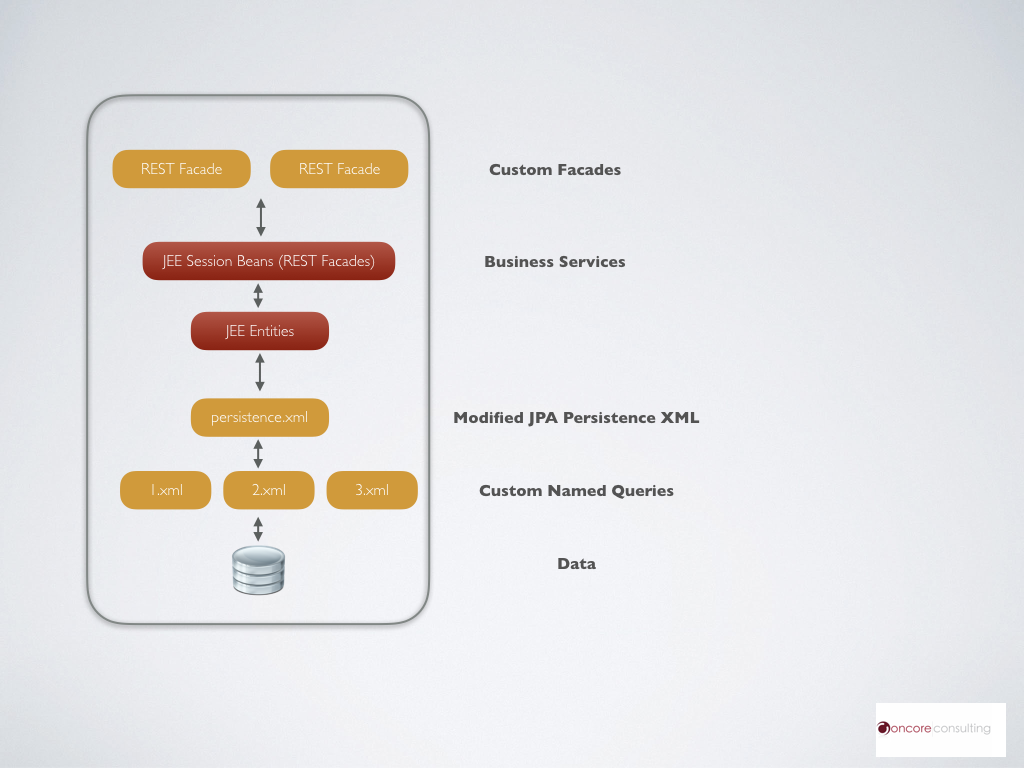 REST Facade REST Facade Custom Facades
JEE Session Beans (REST Facades) Business Services
JEE Entities
persistence.xml Modified JPA Persistence XML
1.xml 2.xml 3.xml Custom Named Queries
Data
oncore consulting